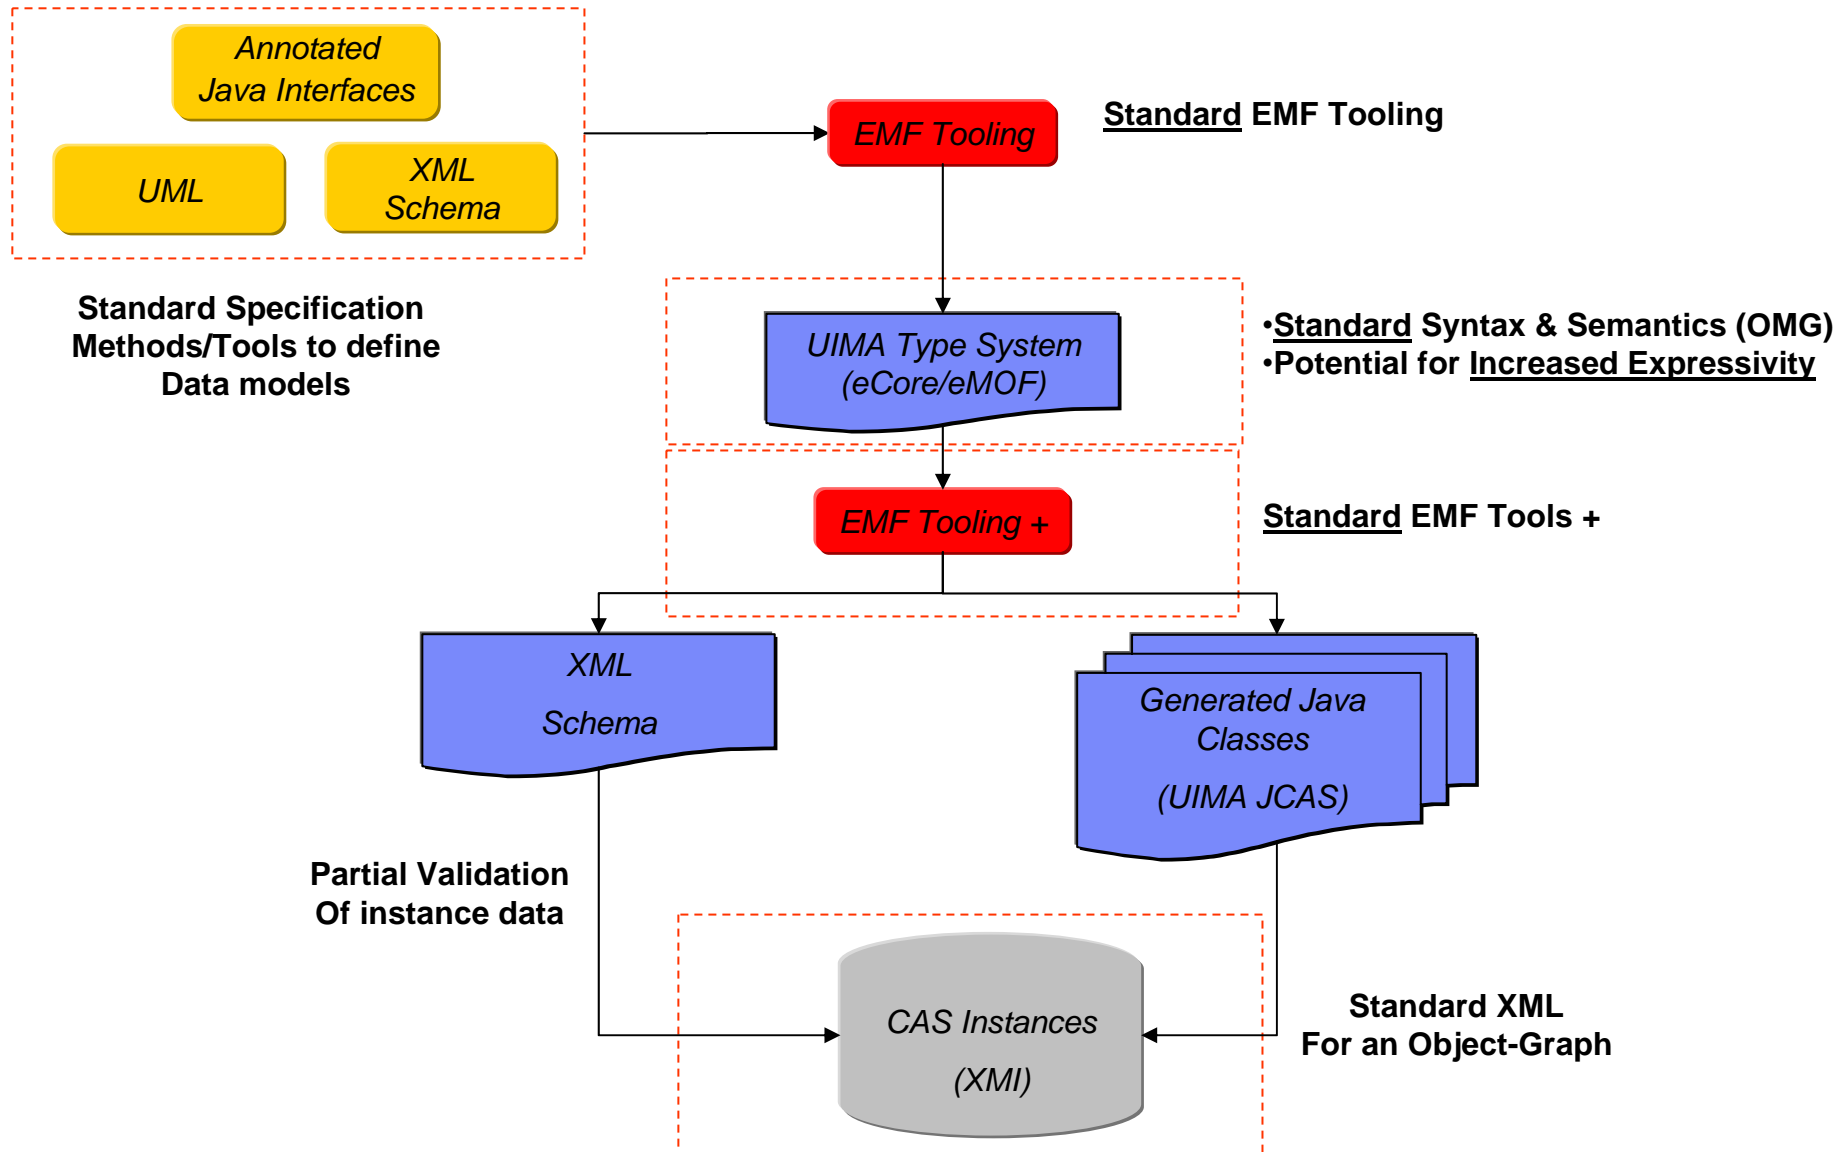 Annotated
Java Interfaces
UML
XML
Schema
Standard Specification
Methods/Tools to define
Data models
EMF Tooling
Standard EMF Tooling
UIMA Type System
(eCore/eMOF)
•Standard Syntax & Semantics (OMG)
•Potential for Increased Expressivity
EMF Tooling +
Standard EMF Tools +
XML
Schema
Generated Java
Classes
(UIMA JCAS)
Partial Validation
Of instance data
CAS Instances
(XMI)
Standard XML
For an Object-Graph